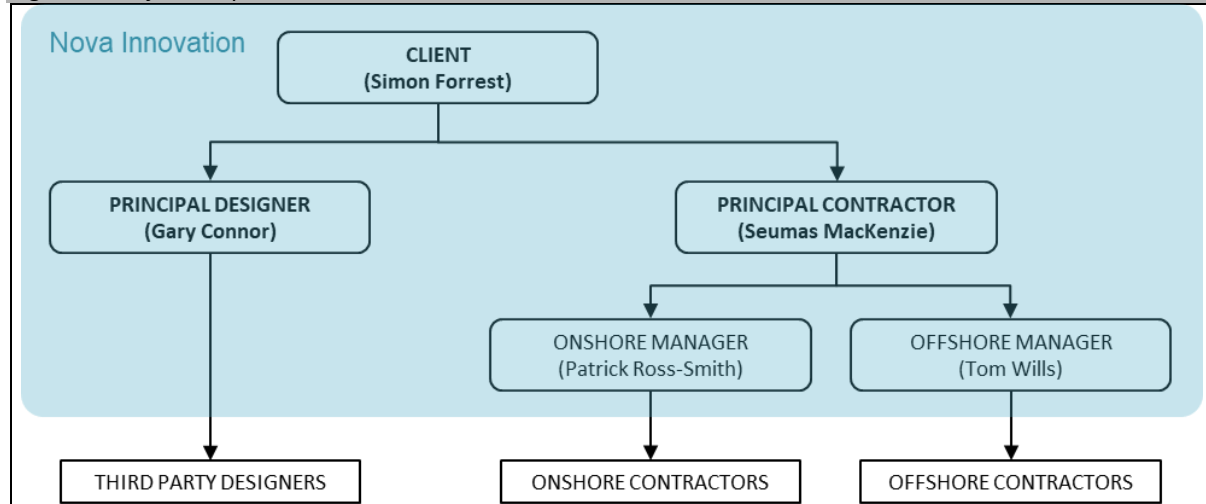 Nova Innovation
CLIENT
(Simon Forrest)
PRINCIPAL DESIGNER
(Gary Connor)
PRINCIPAL CONTRACTOR
(Seumas MacKenzie)
ONSHORE MANAGER
(Patrick Ross-Smith)
OFFSHORE MANAGER
(Tom Wills)
THIRD PARTY DESIGNERS
ONSHORE CONTRACTORS
OFFSHORE CONTRACTORS